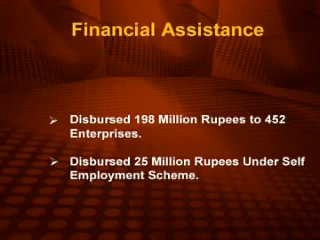 Financial Assistance
➢ Disbursed 198 Million Rupees to 452
Enterprises.
➢ Disbursed 25 Million Rupees Under Self
Employment Scheme.